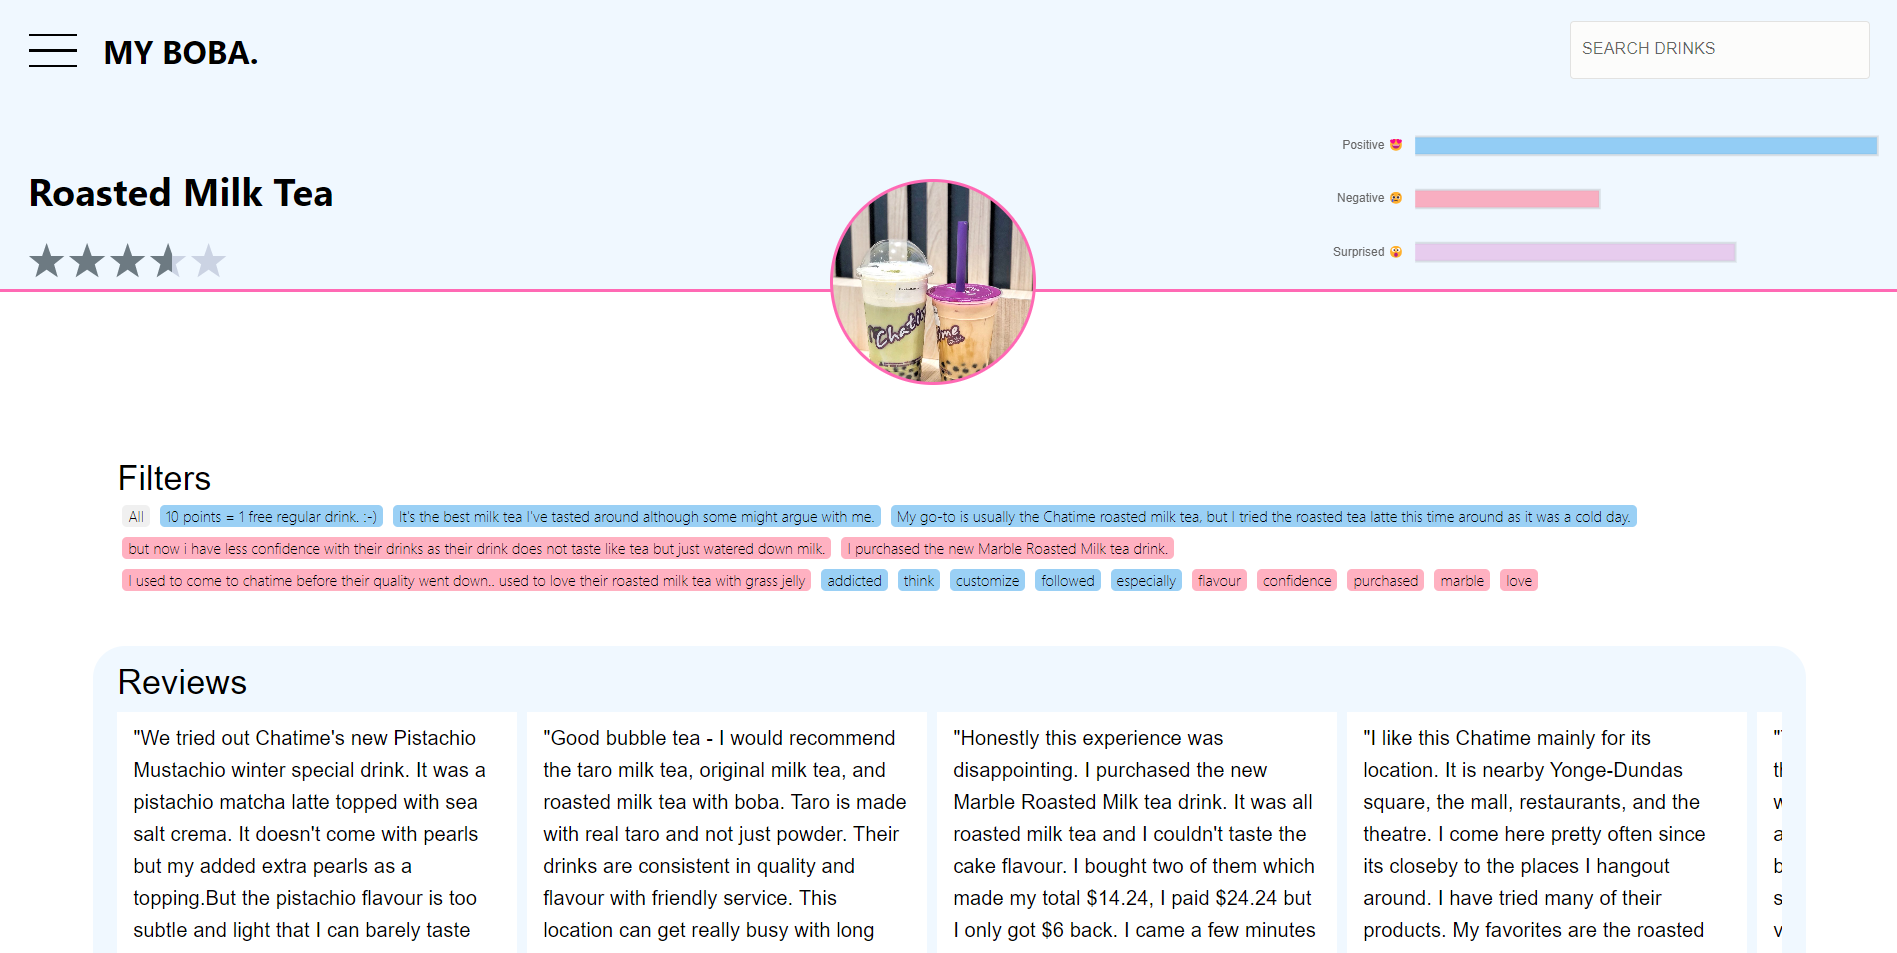 MY BOBA.
SEARCH DRINKS
Roasted Milk Tea
Positive 😍
Negative 😢
Surprised 😲
Chatime
Filters
All 10 points = 1 free regular drink. :-) It's the best milk tea I've tasted around although some might argue with me. My go-to is usually the Chatime roasted milk tea, but I tried the roasted tea latte this time around as it was a cold day.
but now i have less confidence with their drinks as their drink does not taste like tea but just watered down milk. I purchased the new Marble Roasted Milk tea drink.
I used to come to chatime before their quality went down.. used to love their roasted milk tea with grass jelly addicted think customize followed especially flavour confidence purchased marble love
Reviews
"We tried out Chatime's new Pistachio
Mustachio winter special drink. It was a
pistachio matcha latte topped with sea
salt crema. It doesn't come with pearls
but my added extra pearls as a
topping.But the pistachio flavour is too
subtle and light that I can barely taste
"Good bubble tea - I would recommend
the taro milk tea, original milk tea, and
roasted milk tea with boba. Taro is made
with real taro and not just powder. Their
drinks are consistent in quality and
flavour with friendly service. This
location can get really busy with long
"Honestly this experience was
disappointing. I purchased the new
Marble Roasted Milk tea drink. It was all
roasted milk tea and I couldn't taste the
cake flavour. I bought two of them which
made my total $14.24, I paid $24.24 but
I only got $6 back. I came a few minutes
"I like this Chatime mainly for its
location. It is nearby Yonge-Dundas
square, the mall, restaurants, and the
theatre. I come here pretty often since
its closeby to the places I hangout
around. I have tried many of their
products. My favorites are the roasted